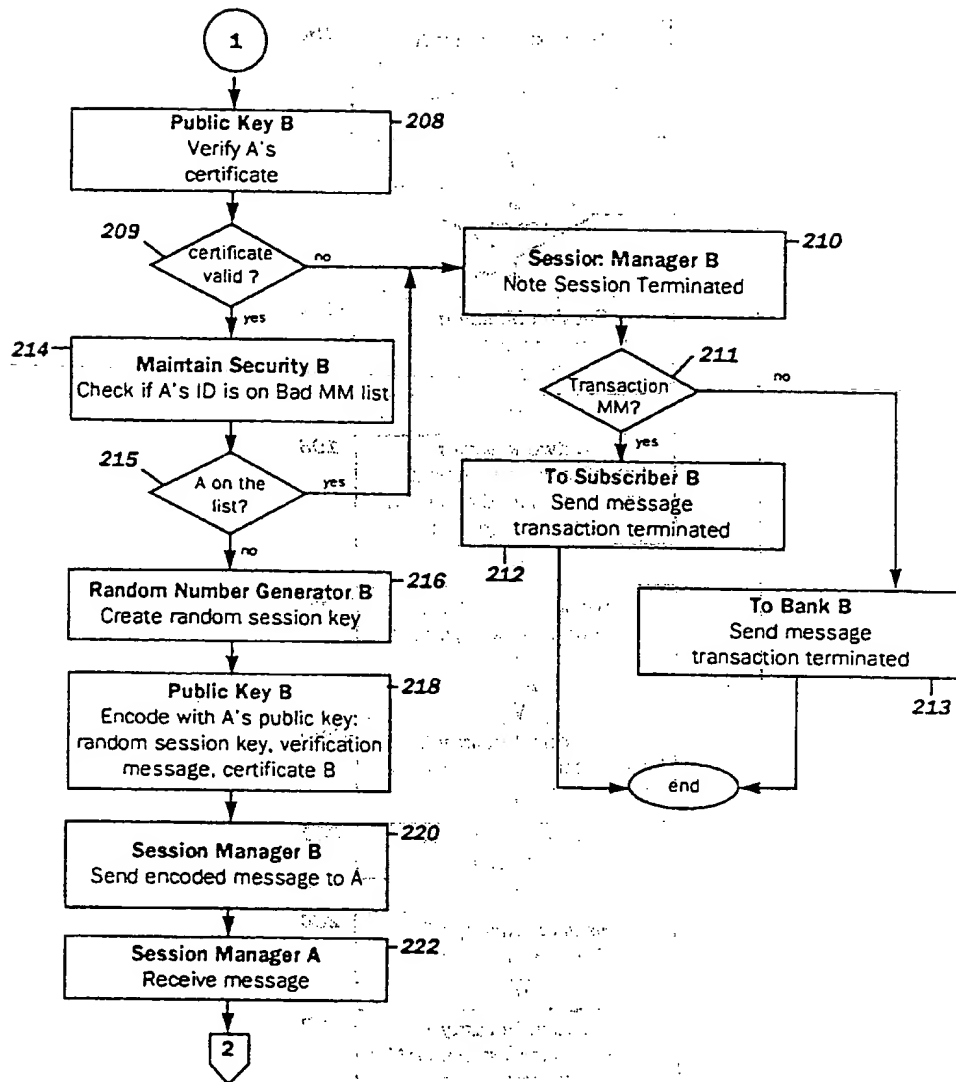 1
Public Key B
Verify A's
certificate
208
209
certificate
valid ?
no
yes
Session Manager B
Note Session Terminated
210
214
Maintain Security B
Check if A's ID is on Bad MM list
211
Transaction
MM?
no
yes
215
A on the
list?
yes
no
To Subscriber B
Send message
transaction terminated
212
Random Number Generator B
Create random session key
216
To Bank B
Send message
transaction terminated
213
Public Key B
Encode with A's public key:
random session key, verification
message, certificate B
218
end
Session Manager B
Send encoded message to A
220
Session Manager A
Receive message
222
2